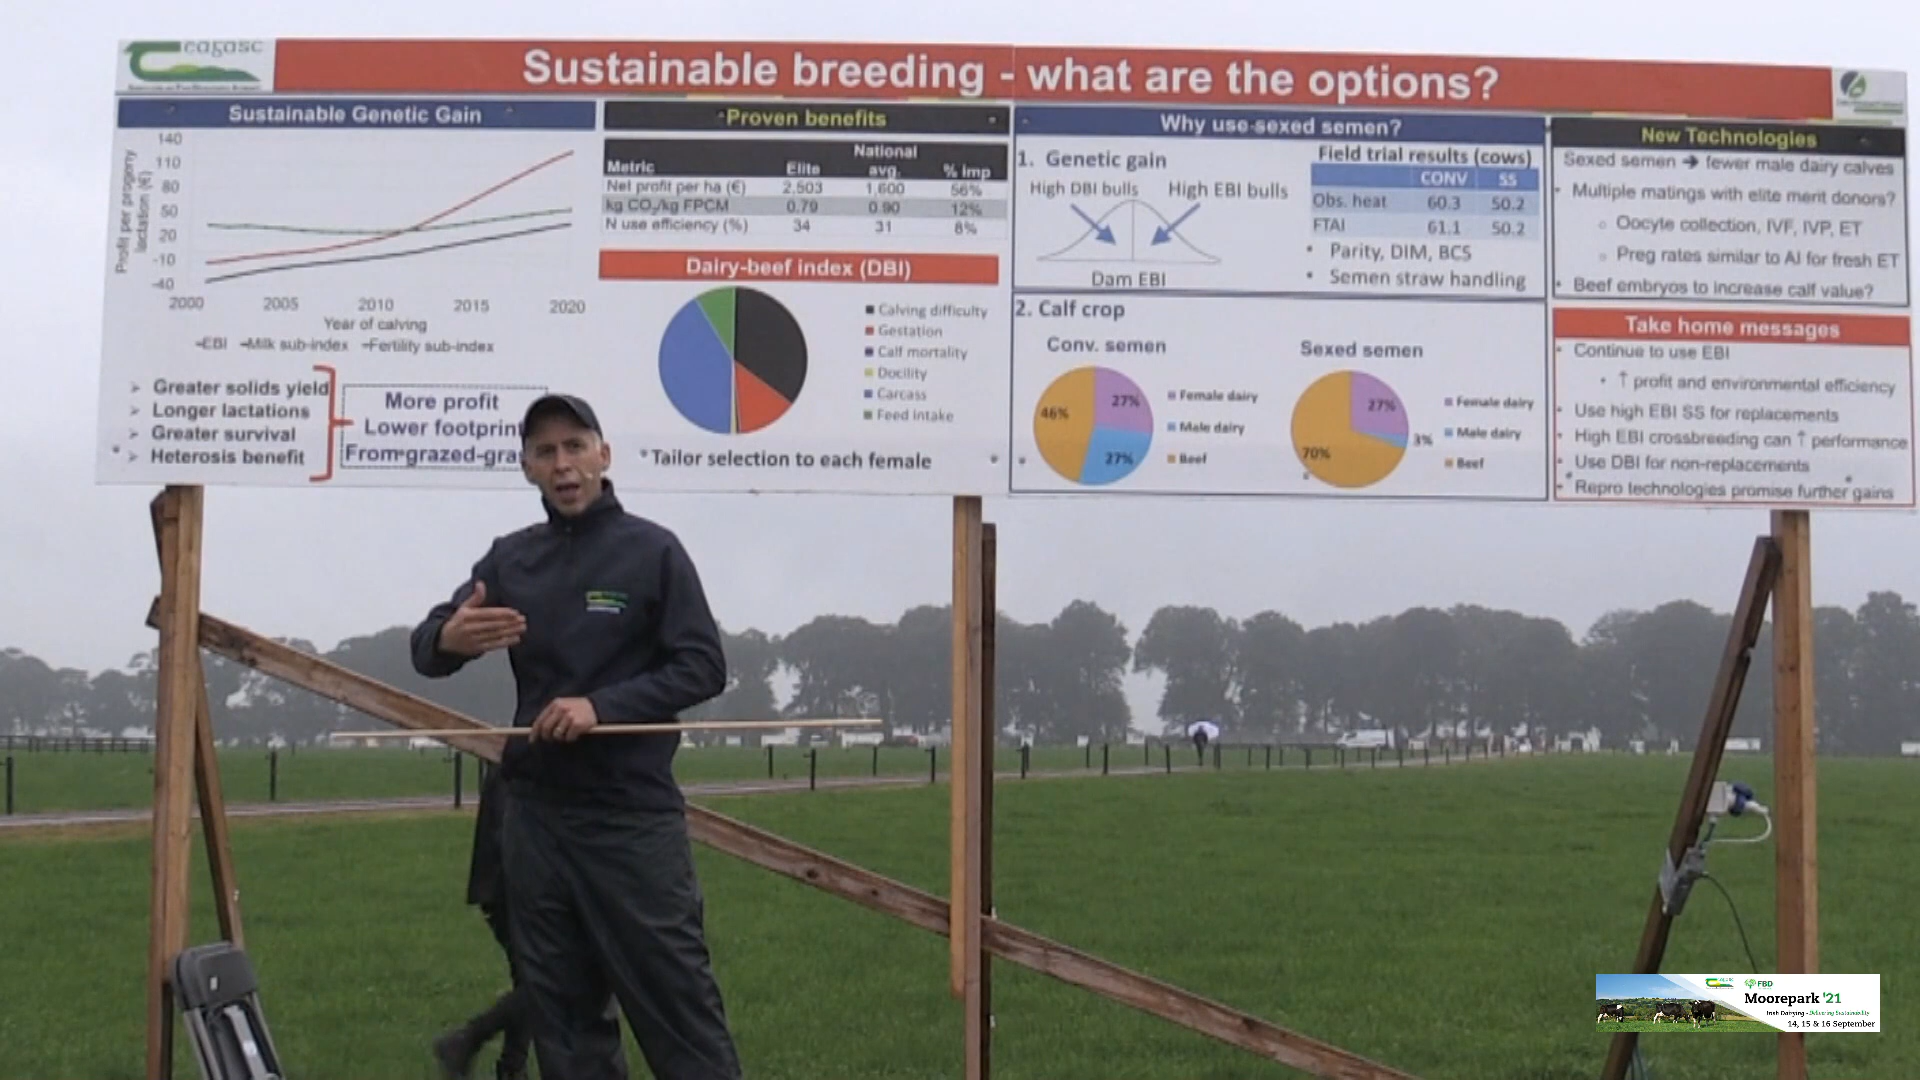 eagasc
Sustainable breeding - what are the options?
Sustainable Genetic Gain
140
110
80
50
20
-10
-40
Profit per progeny
lactation (€)
2000 2005 2010 2015 2020
Year of calving
EBI Milk sub-index Fertility sub-index
Greater solids yield
Longer lactations
Greater survival
Heterosis benefit
More profit
Lower footprint
From grazed-gra
Proven benefits
Metric Elite National avg. % imp
Net profit per ha (€) 2,503 1,600 56%
kg CO2/kg FPCM 0.79 0.90 12%
N use efficiency (%) 34 31 8%
Dairy-beef index (DBI)
Calving difficulty
Gestation
Calf mortality
Docility
Carcass
Feed intake
Tailor selection to each female
Why use sexed semen?
1. Genetic gain
High DBI bulls High EBI bulls
Dam EBI
Field trial results (cows)
CONV SS
Obs. heat 60.3 50.2
FTAI 61.1 50.2
• Parity, DIM, BCS
• Semen straw handling
2. Calf crop
Conv. semen
46% 27% 27%
Female dairy
Male dairy
Beef
Sexed semen
27% 3% 70%
Female dairy
Male dairy
Beef
New Technologies
Sexed semen → fewer male dairy calves
• Multiple matings with elite merit donors?
○ Oocyte collection, IVF, IVP, ET
○ Preg rates similar to AI for fresh ET
• Beef embryos to increase calf value?
Take home messages
• Continue to use EBI
• ↑ profit and environmental efficiency
• Use high EBI SS for replacements
• High EBI crossbreeding can ↑ performance
• Use DBI for non-replacements
• Repro technologies promise further gains
FBD
Moorepark '21
Irish Dairying - Delivering Sustainability
14, 15 & 16 September